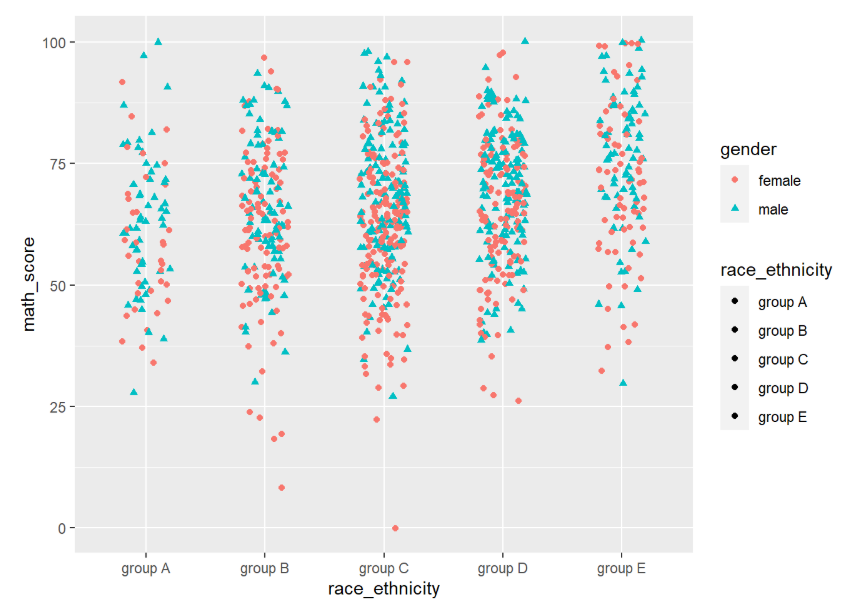 100
75
50
25
0
math_score
group A group B group C group D group E
race_ethnicity
gender
female
male
race_ethnicity
group A
group B
group C
group D
group E